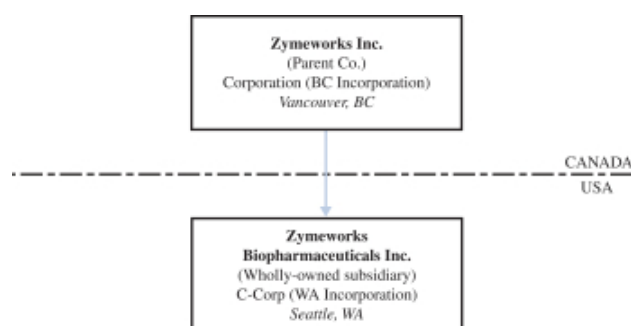 Zymeworks Inc.
(Parent Co.)
Corporation (BC Incorporation)
Vancouver, BC
CANADA
USA
Zymeworks
Biopharmaceuticals Inc.
(Wholly-owned subsidiary)
C-Corp (WA Incorporation)
Seattle, WA